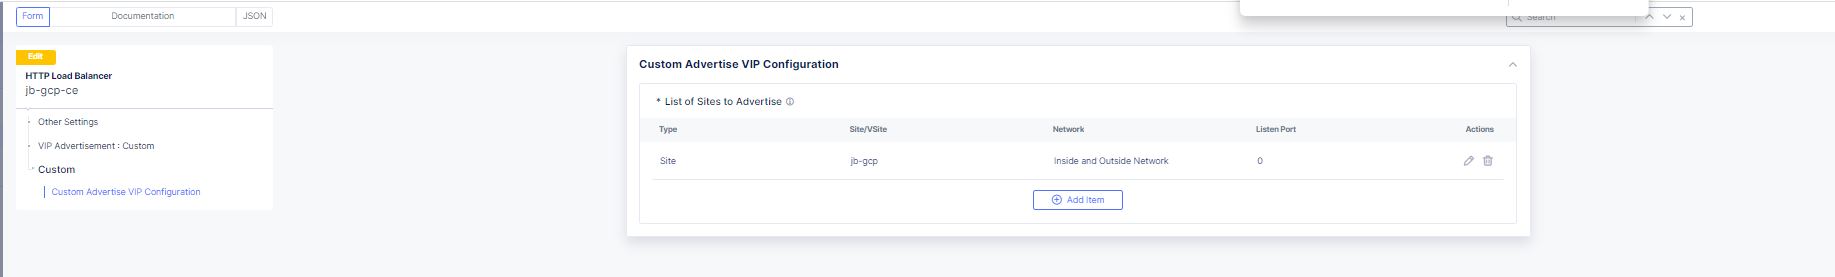 Form Documentation JSON
Search
Edit
HTTP Load Balancer
jb-gcp-ce
Other Settings
VIP Advertisement : Custom
Custom
Custom Advertise VIP Configuration
Custom Advertise VIP Configuration
* List of Sites to Advertise
Type Site/VSite Network Listen Port Actions
Site jb-gcp Inside and Outside Network 0
Add Item